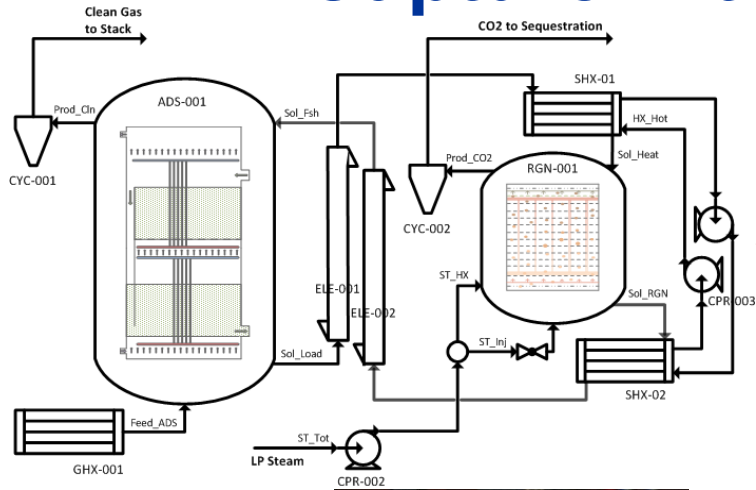 Clean Gas
to Stack
CO2 to Sequestration
SHX-01
ADS-001
Prod_Cln
Sol_Fsh
HX_Hot
Sol_Heat
Prod_CO2
RGN-001
CYC-001
CYC-002
ST_HX
ELE-001
ELE-002
CPR-003
Sol_RGN
ST_Inj
Sol_Load
SHX-02
Feed_ADS
ST_Tot
GHX-001
LP Steam
CPR-002